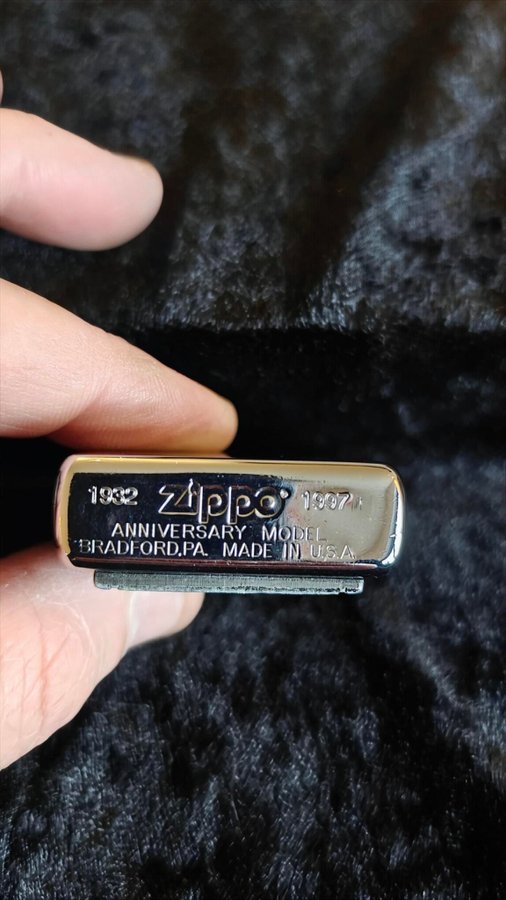 1932 Zippo 1997
ANNIVERSARY MODEL
BRADFORD,PA. MADE IN U.S.A